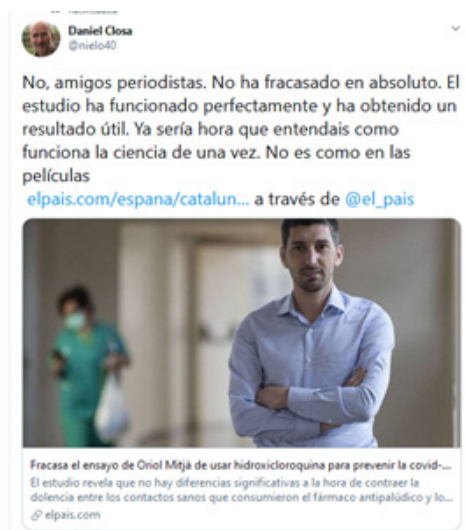 Daniel Closa
@nielo40
No, amigos periodistas. No ha fracasado en absoluto. El
estudio ha funcionado perfectamente y ha obtenido un
resultado útil. Ya sería hora que entendais como
funciona la ciencia de una vez. No es como en las
películas
elpais.com/espana/catalun... a través de @el_pais
Fracasa el ensayo de Oriol Mitjà de usar hidroxicloroquina para prevenir la covid-...
El estudio revela que no hay diferencias significativas a la hora de contraer la
dolencia entre los contactos sanos que consumieron el fármaco antipalúdico y lo...
elpais.com